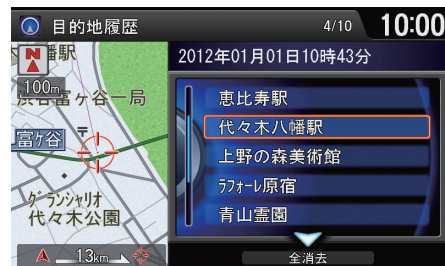 目的地履歴
4/10
10:00
N
幡駅
100m
渋谷富ヶ谷一局
富ケ谷
〒
グランシャリオ
代々木公園
13km
2012年01月01日10時43分
恵比寿駅
代々木八幡駅
上野の森美術館
ラフォーレ原宿
青山霊園
全消去